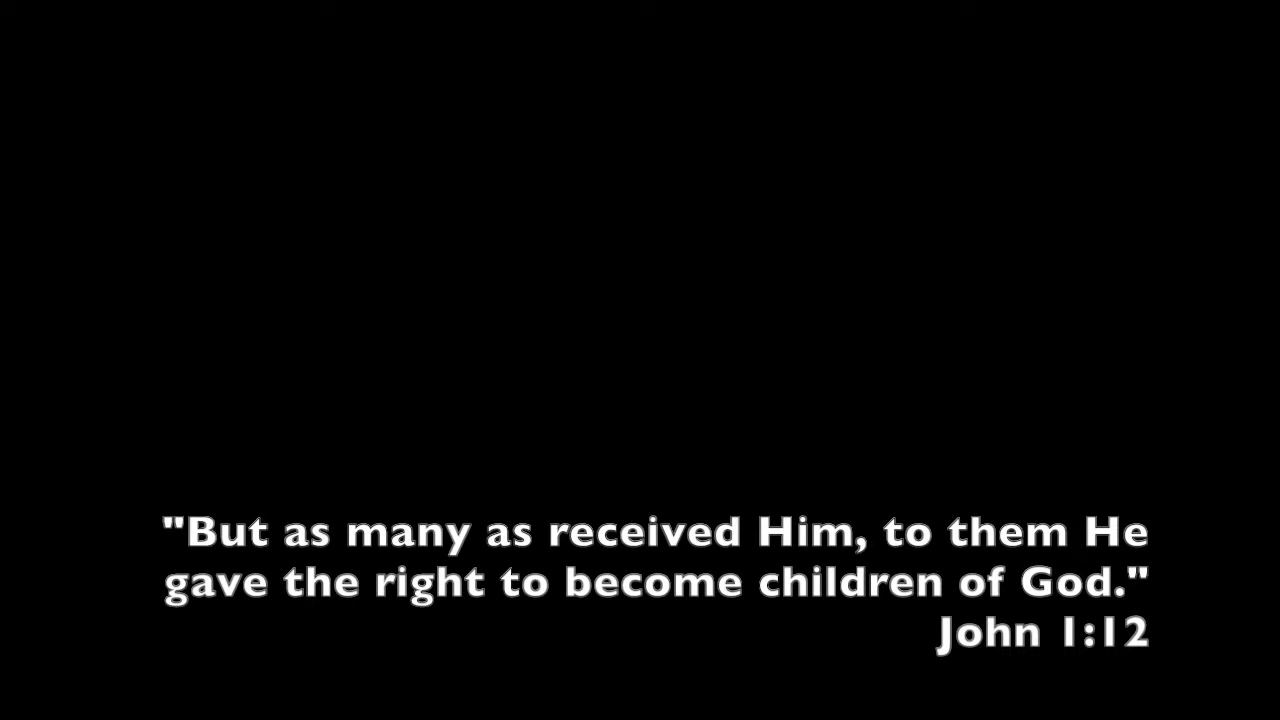 "But as many as received Him, to them He
gave the right to become children of God."
John 1:12